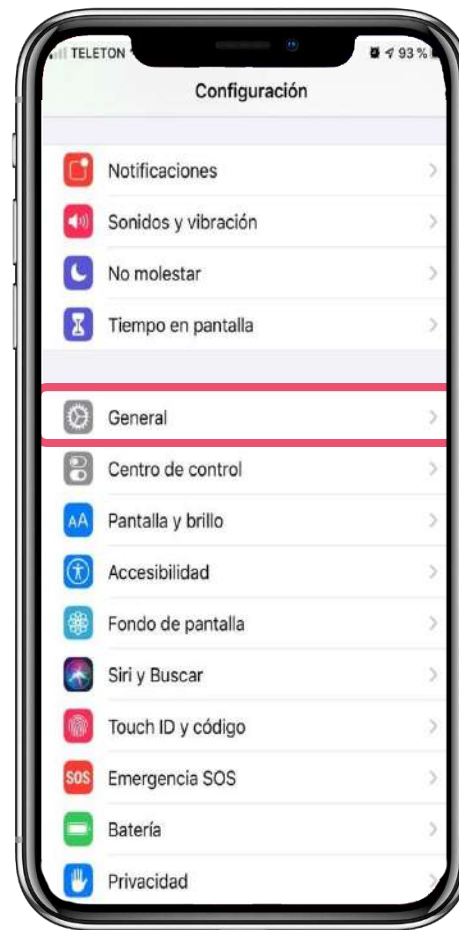 TELETON
93 %
Configuración
Notificaciones
Sonidos y vibración
No molestar
Tiempo en pantalla
General
Centro de control
AA Pantalla y brillo
Accesibilidad
Fondo de pantalla
Siri y Buscar
Touch ID y código
SOS Emergencia SOS
Batería
Privacidad